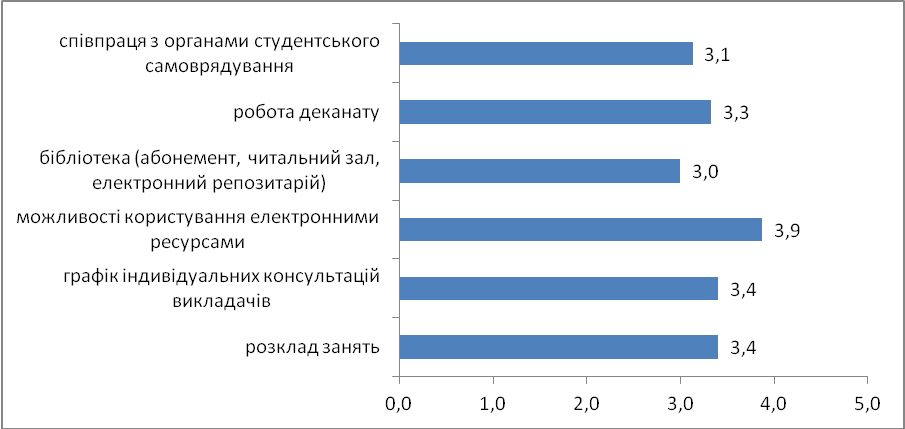 співпраця з органами студентського
самоврядування
3,1
робота деканату
3,3
бібліотека (абонемент, читальний зал,
електронний репозитарій)
3,0
можливості користування електронними
ресурсами
3,9
графік індивідуальних консультацій
викладачів
3,4
розклад занять
3,4
0,0 1,0 2,0 3,0 4,0 5,0